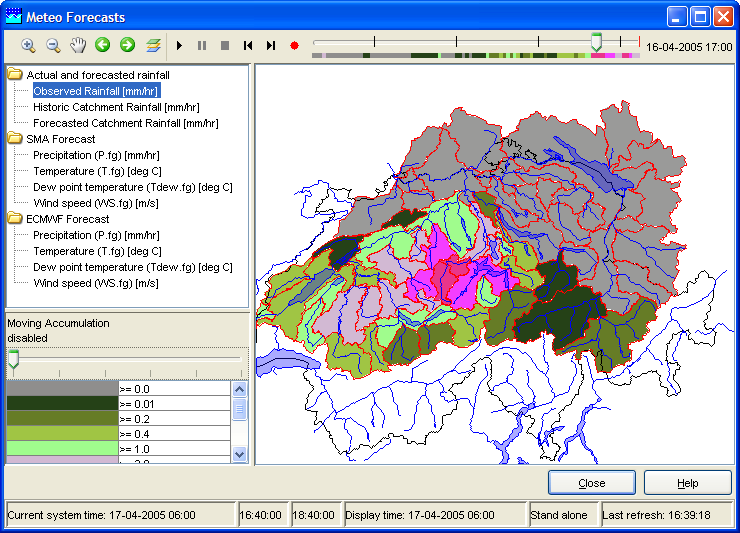 Meteo Forecasts
16-04-2005 17:00
Actual and forecasted rainfall
Observed Rainfall [mm/hr]
Historic Catchment Rainfall [mm/hr]
Forecasted Catchment Rainfall [mm/hr]
SMA Forecast
Precipitation (P.fg) [mm/hr]
Temperature (T.fg) [deg C]
Dew point temperature (Tdew.fg) [deg C]
Wind speed (WS.fg) [m/s]
ECMWF Forecast
Precipitation (P.fg) [mm/hr]
Temperature (T.fg) [deg C]
Dew point temperature (Tdew.fg) [deg C]
Wind speed (WS.fg) [m/s]
Moving Accumulation
disabled
>= 0.0
>= 0.01
>= 0.2
>= 0.4
>= 1.0
Close
Help
Current system time: 17-04-2005 06:00
16:40:00
18:40:00
Display time: 17-04-2005 06:00
Stand alone
Last refresh: 16:39:18